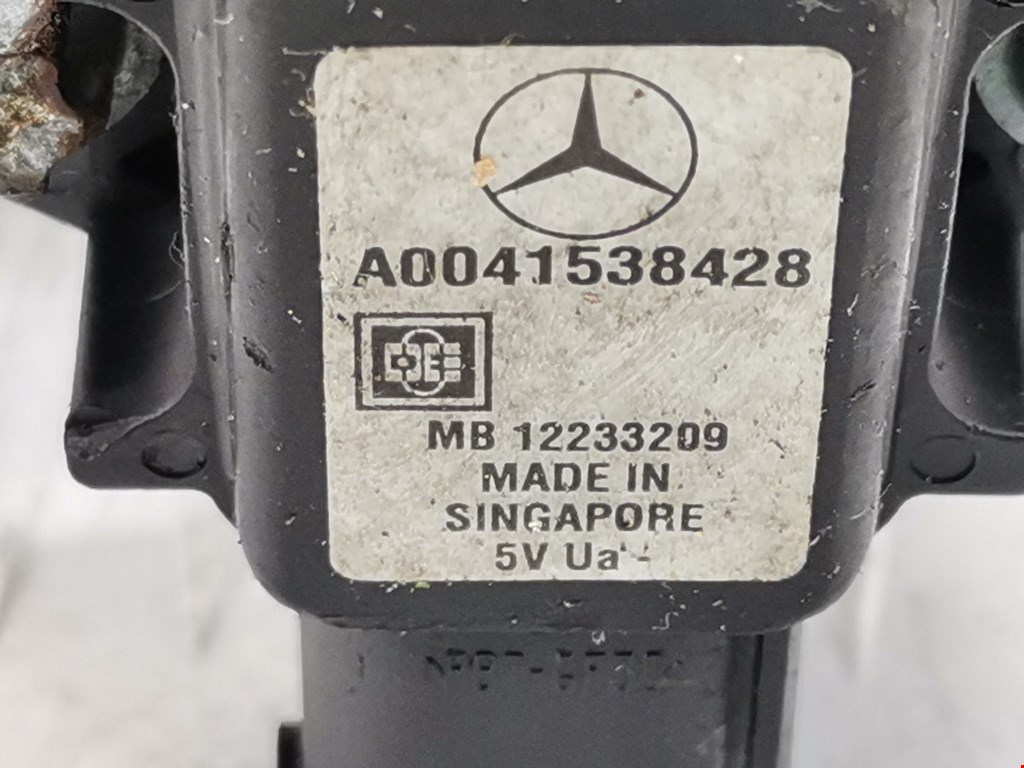 A0041538428
MB 12233209
MADE IN
SINGAPORE
5V Ua -